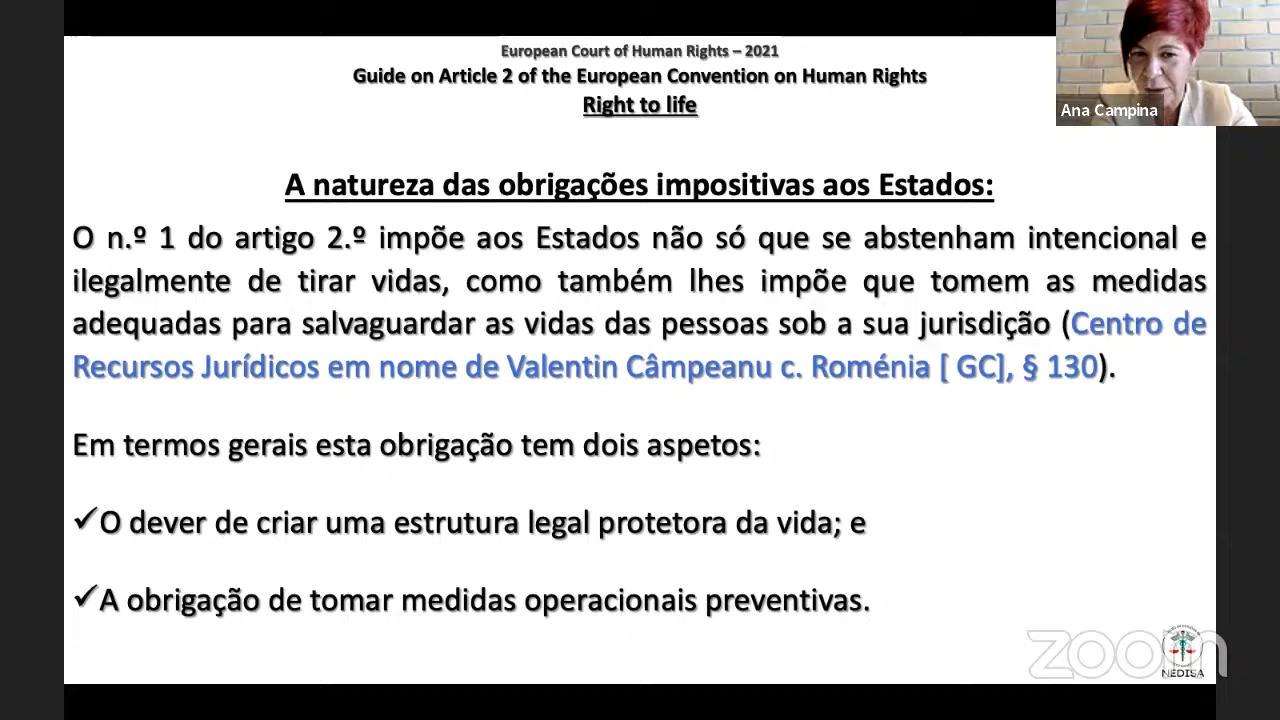 European Court of Human Rights – 2021
Guide on Article 2 of the European Convention on Human Rights
Right to life
Ana Campina
A natureza das obrigações impositivas aos Estados:
O n.º 1 do artigo 2.º impõe aos Estados não só que se abstenham intencional e
ilegalmente de tirar vidas, como também lhes impõe que tomem as medidas
adequadas para salvaguardar as vidas das pessoas sob a sua jurisdição (Centro de
Recursos Jurídicos em nome de Valentin Câmpeanu c. Roménia [ GC], § 130).
Em termos gerais esta obrigação tem dois aspetos:
✓O dever de criar uma estrutura legal protetora da vida; e
✓A obrigação de tomar medidas operacionais preventivas.
zoom
NEDISA